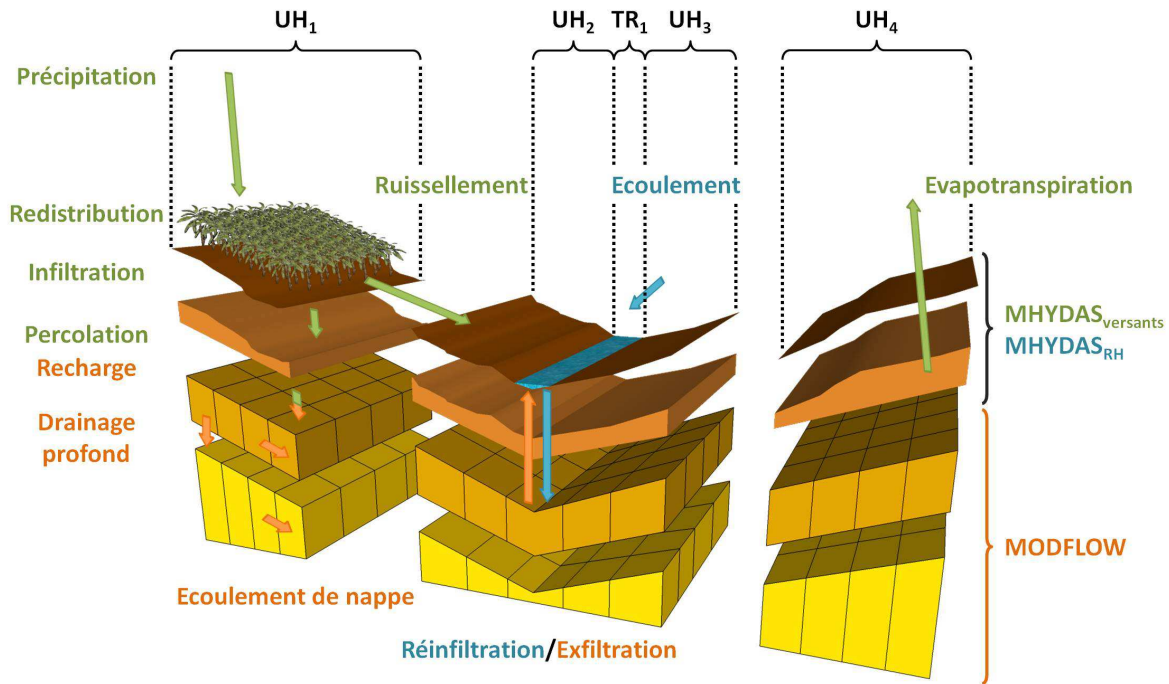 UH1
UH2
TR1
UH3
UH4
Précipitation
Ruissellement
Ecoulement
Evapotranspiration
Redistribution
Infiltration
Percolation
Recharge
MHYDASversants
MHYDASRH
Drainage
profond
MODFLOW
Ecoulement de nappe
Réinfiltration/Exfiltration